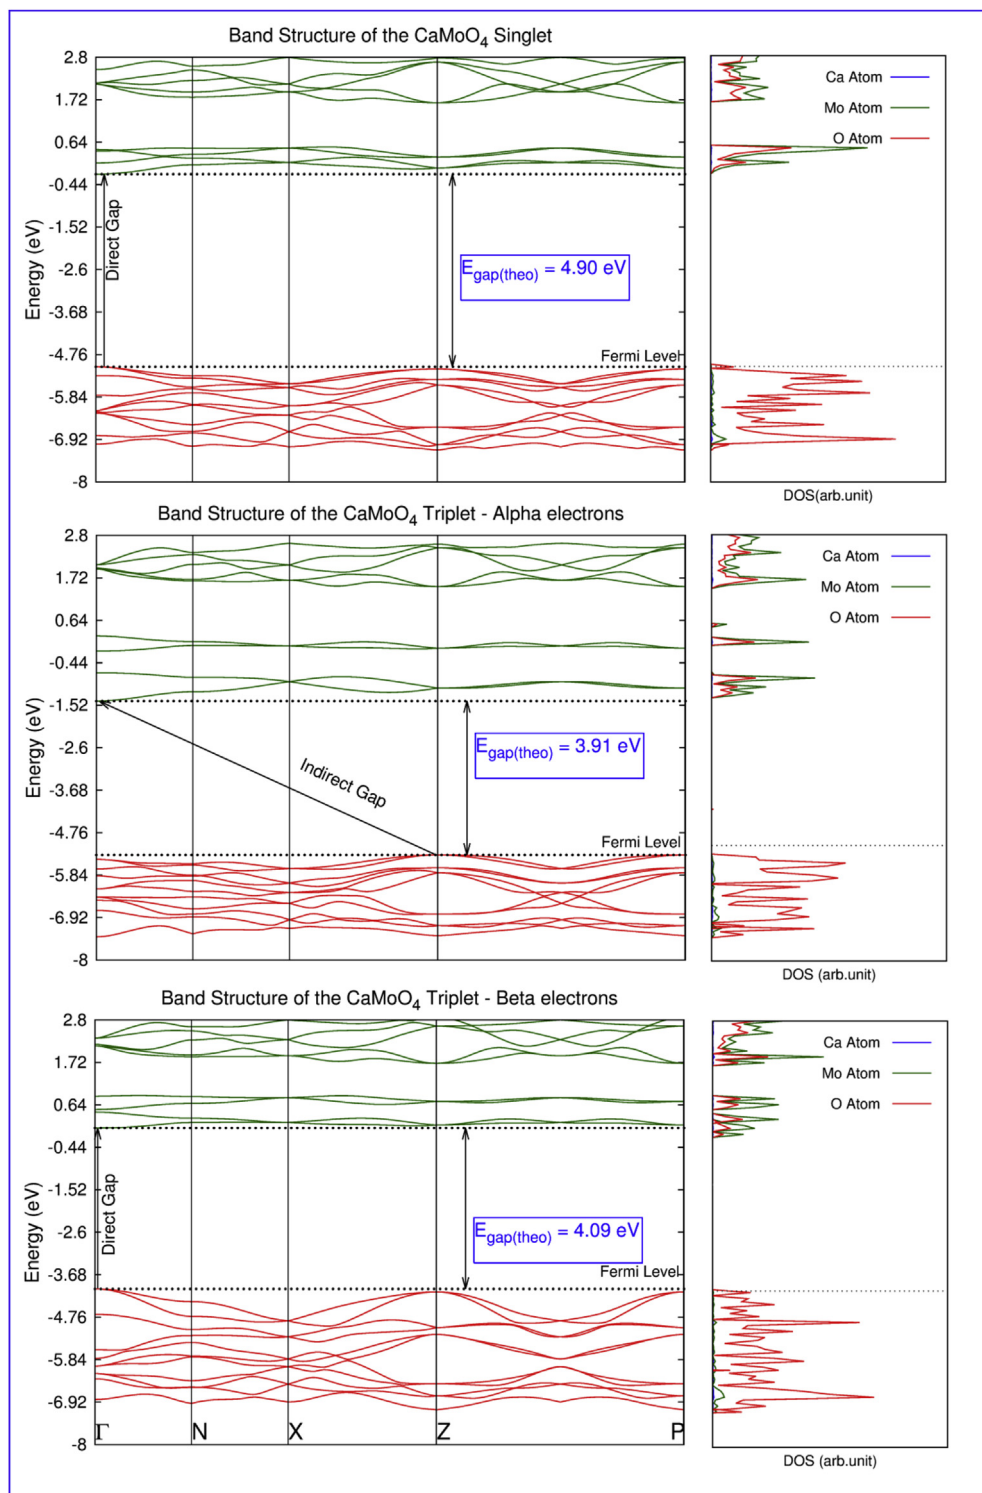 Band Structure of the CaMoO4 Singlet
Energy (eV)
2.8
1.72
0.64
-0.44
-1.52
-2.6
-3.68
-4.76
-5.84
-6.92
-8
Direct Gap
Egap(theo) = 4.90 eV
Fermi Level
Ca Atom
Mo Atom
O Atom
DOS(arb.unit)
Band Structure of the CaMoO4 Triplet - Alpha electrons
Energy (eV)
2.8
1.72
0.64
-0.44
-1.52
-2.6
-3.68
-4.76
-5.84
-6.92
-8
Indirect Gap
Egap(theo) = 3.91 eV
Fermi Level
Ca Atom
Mo Atom
O Atom
DOS (arb.unit)
Band Structure of the CaMoO4 Triplet - Beta electrons
Energy (eV)
2.8
1.72
0.64
-0.44
-1.52
-2.6
-3.68
-4.76
-5.84
-6.92
-8
Direct Gap
Egap(theo) = 4.09 eV
Fermi Level
Γ N X Z P
Ca Atom
Mo Atom
O Atom
DOS (arb.unit)